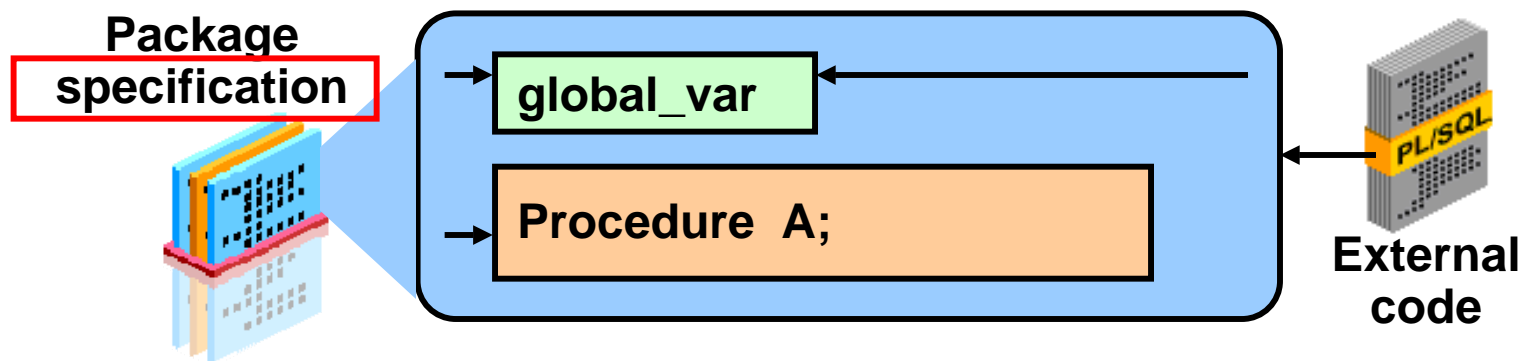 Package
specification
global_var
Procedure A;
PL/SQL
External
code